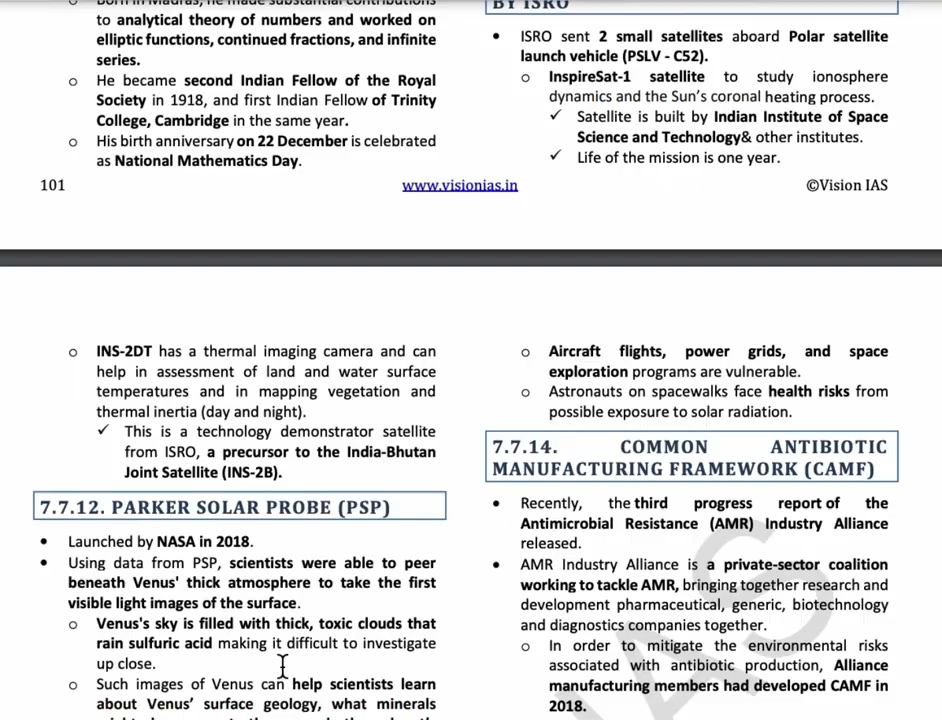 Born in Madras, he made substantial contributions
to analytical theory of numbers and worked on
elliptic functions, continued fractions, and infinite
series.
o He became second Indian Fellow of the Royal
Society in 1918, and first Indian Fellow of Trinity
College, Cambridge in the same year.
o His birth anniversary on 22 December is celebrated
as National Mathematics Day.
BY ISRO
• ISRO sent 2 small satellites aboard Polar satellite
launch vehicle (PSLV - C52).
o InspireSat-1 satellite to study ionosphere
dynamics and the Sun's coronal heating process.
✓ Satellite is built by Indian Institute of Space
Science and Technology& other institutes.
✓ Life of the mission is one year.
101 www.visionias.in ©Vision IAS
o INS-2DT has a thermal imaging camera and can
help in assessment of land and water surface
temperatures and in mapping vegetation and
thermal inertia (day and night).
✓ This is a technology demonstrator satellite
from ISRO, a precursor to the India-Bhutan
Joint Satellite (INS-2B).
7.7.12. PARKER SOLAR PROBE (PSP)
• Launched by NASA in 2018.
• Using data from PSP, scientists were able to peer
beneath Venus' thick atmosphere to take the first
visible light images of the surface.
o Venus's sky is filled with thick, toxic clouds that
rain sulfuric acid making it difficult to investigate
up close.
o Such images of Venus can help scientists learn
about Venus' surface geology, what minerals
o Aircraft flights, power grids, and space
exploration programs are vulnerable.
o Astronauts on spacewalks face health risks from
possible exposure to solar radiation.
7.7.14. COMMON ANTIBIOTIC
MANUFACTURING FRAMEWORK (CAMF)
• Recently, the third progress report of the
Antimicrobial Resistance (AMR) Industry Alliance
released.
• AMR Industry Alliance is a private-sector coalition
working to tackle AMR, bringing together research and
development pharmaceutical, generic, biotechnology
and diagnostics companies together.
o In order to mitigate the environmental risks
associated with antibiotic production, Alliance
manufacturing members had developed CAMF in
2018.
IAS